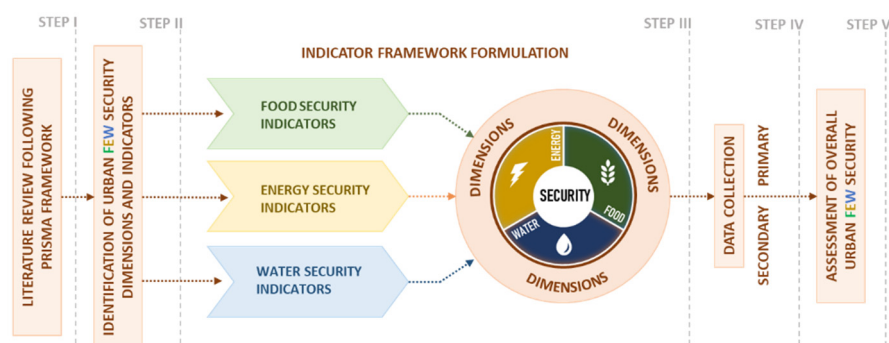 STEP I
STEP II
STEP III
STEP IV
STEP V
INDICATOR FRAMEWORK FORMULATION
LITERATURE REVIEW FOLLOWING
PRISMA FRAMEWORK
IDENTIFICATION OF URBAN FEW SECURITY
DIMENSIONS AND INDICATORS
FOOD SECURITY
INDICATORS
ENERGY SECURITY
INDICATORS
WATER SECURITY
INDICATORS
DIMENSIONS
DIMENSIONS
DIMENSIONS
ENERGY
FOOD
WATER
SECURITY
DATA COLLECTION
SECONDARY PRIMARY
ASSESSMENT OF OVERALL
URBAN FEW SECURITY